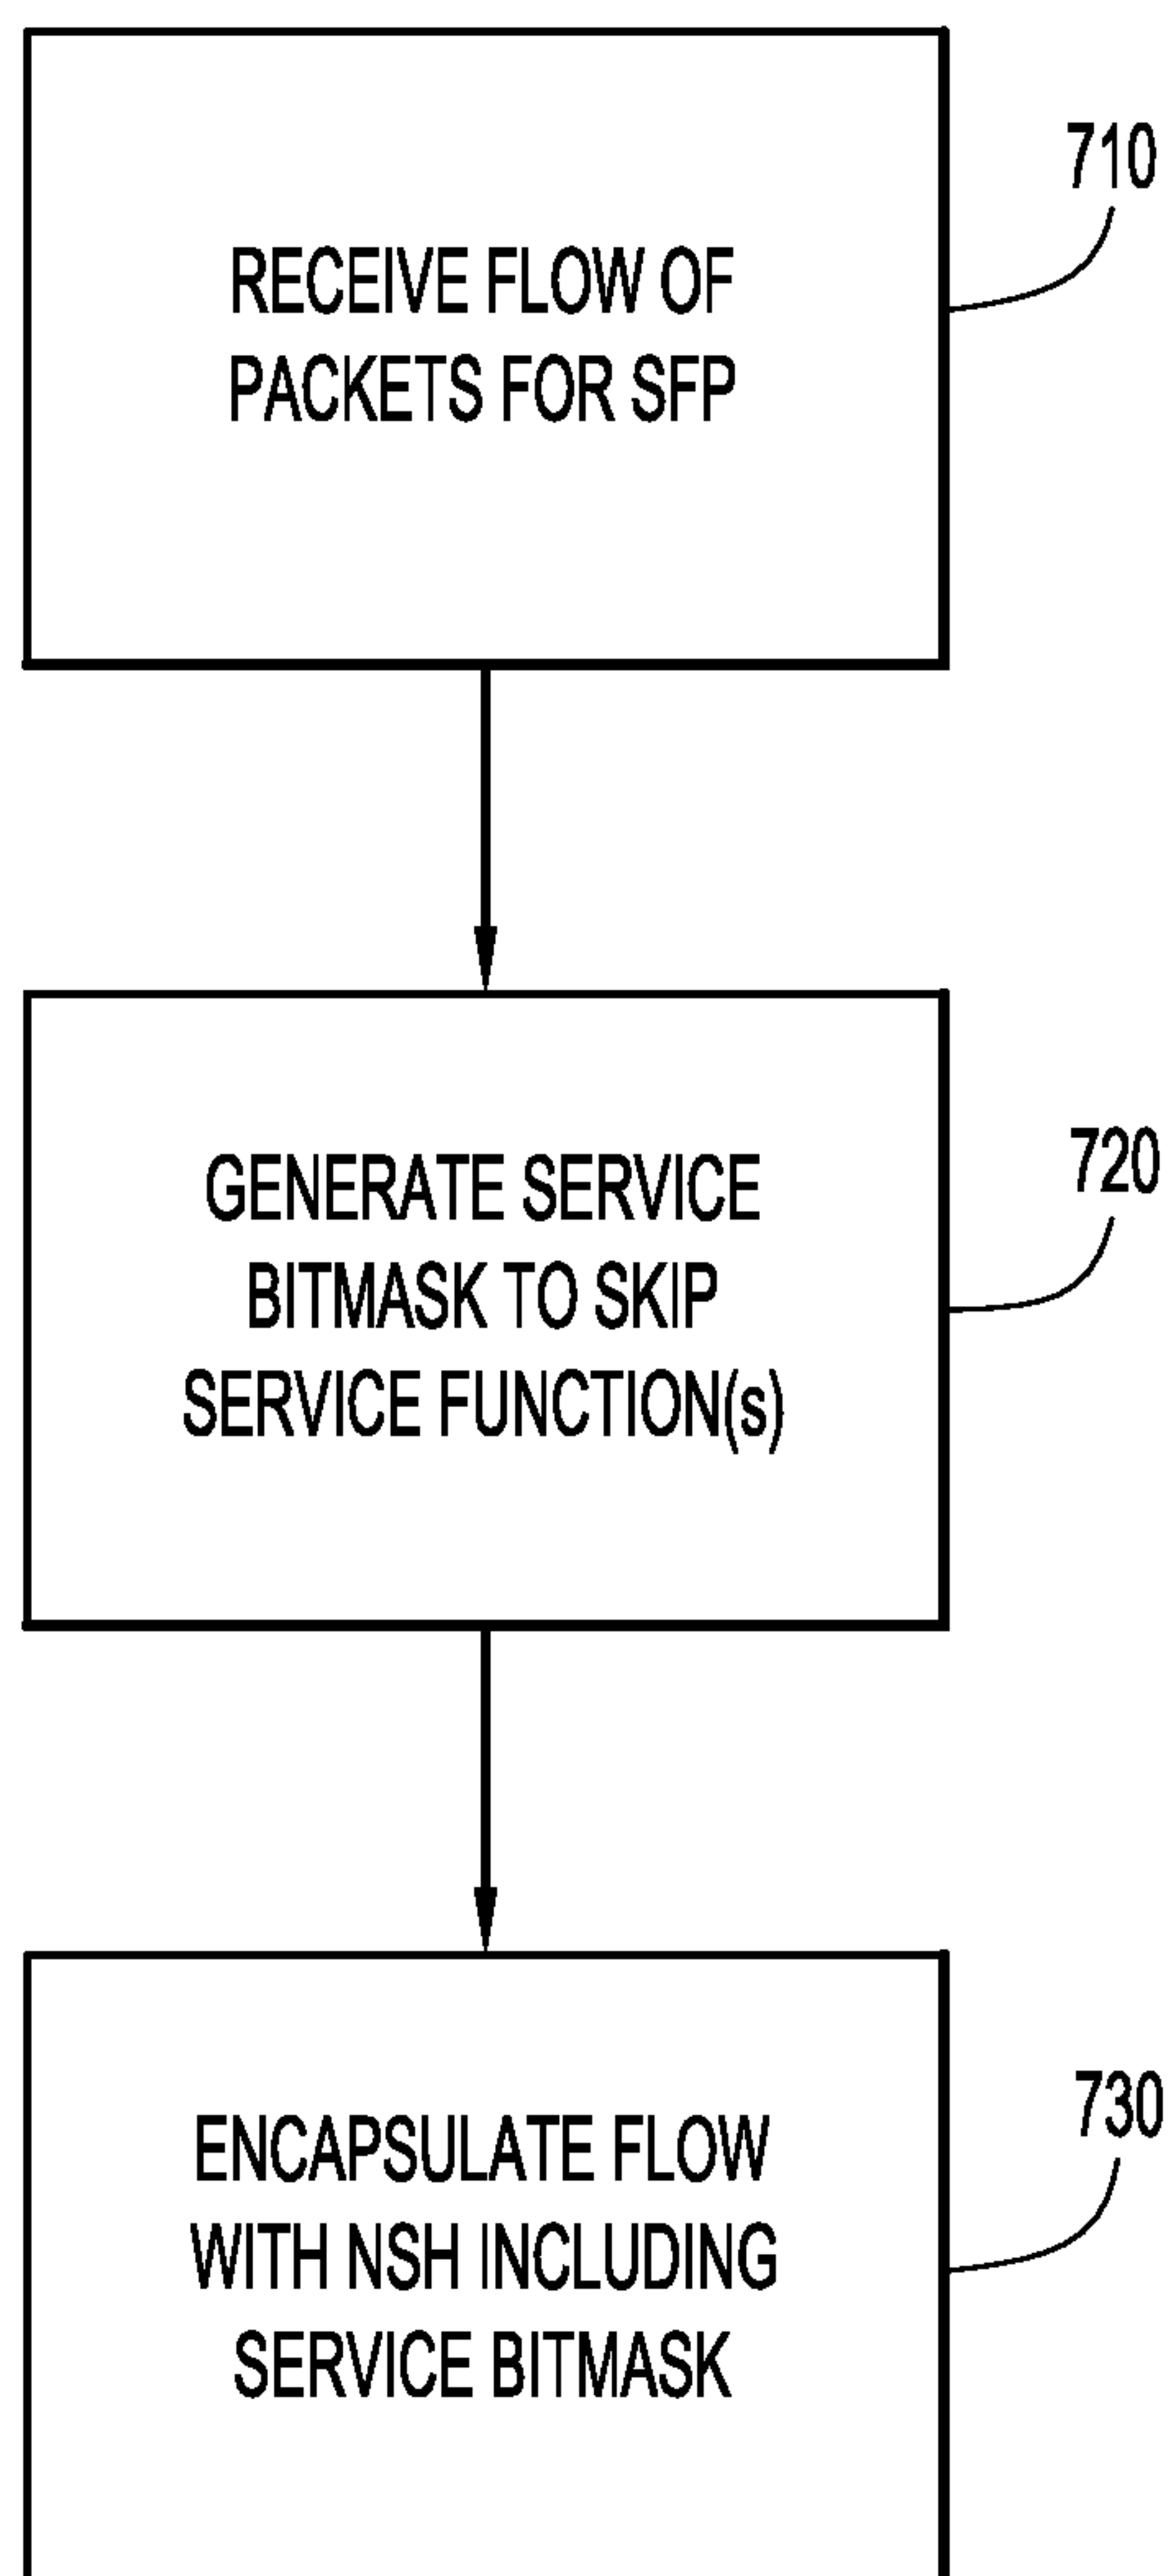 710
RECEIVE FLOW OF
PACKETS FOR SFP
720
GENERATE SERVICE
BITMASK TO SKIP
SERVICE FUNCTION(s)
730
ENCAPSULATE FLOW
WITH NSH INCLUDING
SERVICE BITMASK